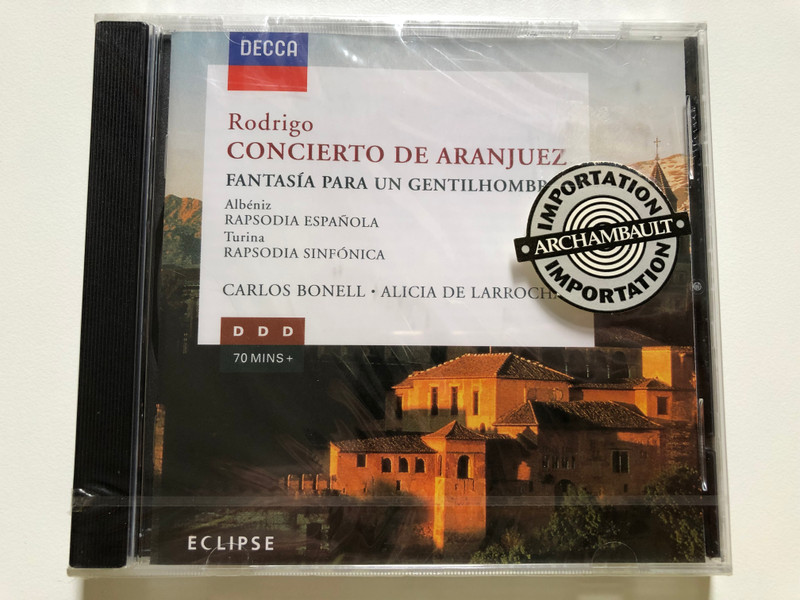 DECCA
Rodrigo
CONCIERTO DE ARANJUEZ
FANTASÍA PARA UN GENTILHOMBR
Albéniz
RAPSODIA ESPAÑOLA
Turina
RAPSODIA SINFÓNICA
CARLOS BONELL • ALICIA DE LARROCH
IMPORTATION
ARCHAMBAULT
IMPORTATION
D D D
70 MINS+
ECLIPSE